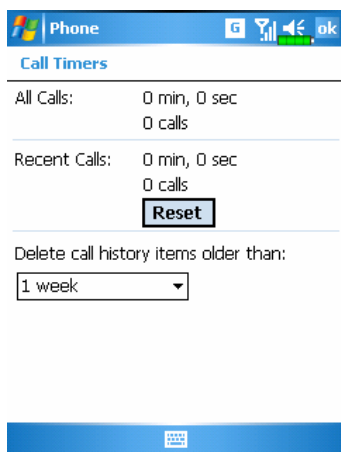 Phone G ok
Call Timers
All Calls: 0 min, 0 sec
0 calls
Recent Calls: 0 min, 0 sec
0 calls
Reset
Delete call history items older than:
1 week